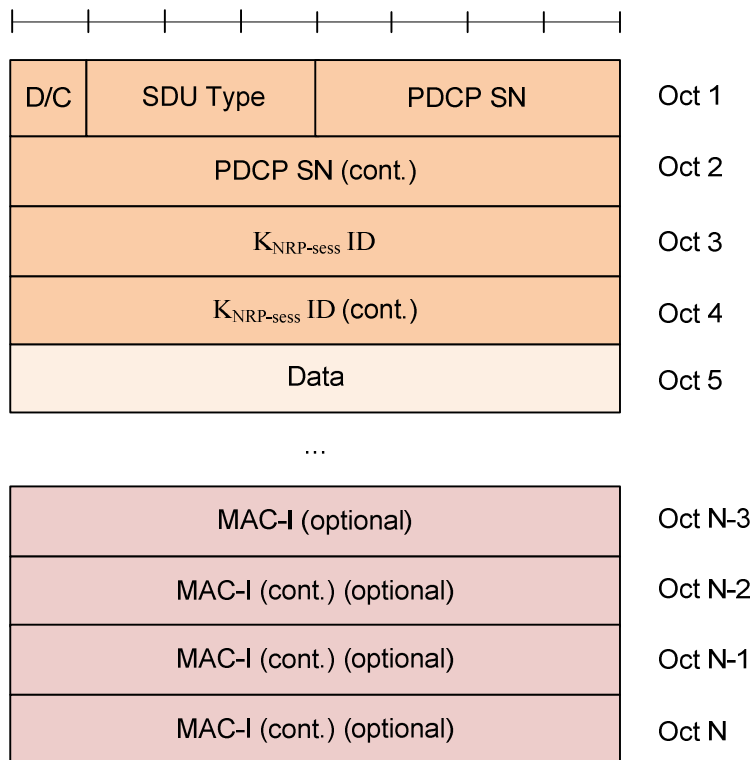 D/C SDU Type PDCP SN Oct 1
PDCP SN (cont.) Oct 2
KNRP-sess ID Oct 3
KNRP-sess ID (cont.) Oct 4
Data Oct 5
...
MAC-I (optional) Oct N-3
MAC-I (cont.) (optional) Oct N-2
MAC-I (cont.) (optional) Oct N-1
MAC-I (cont.) (optional) Oct N